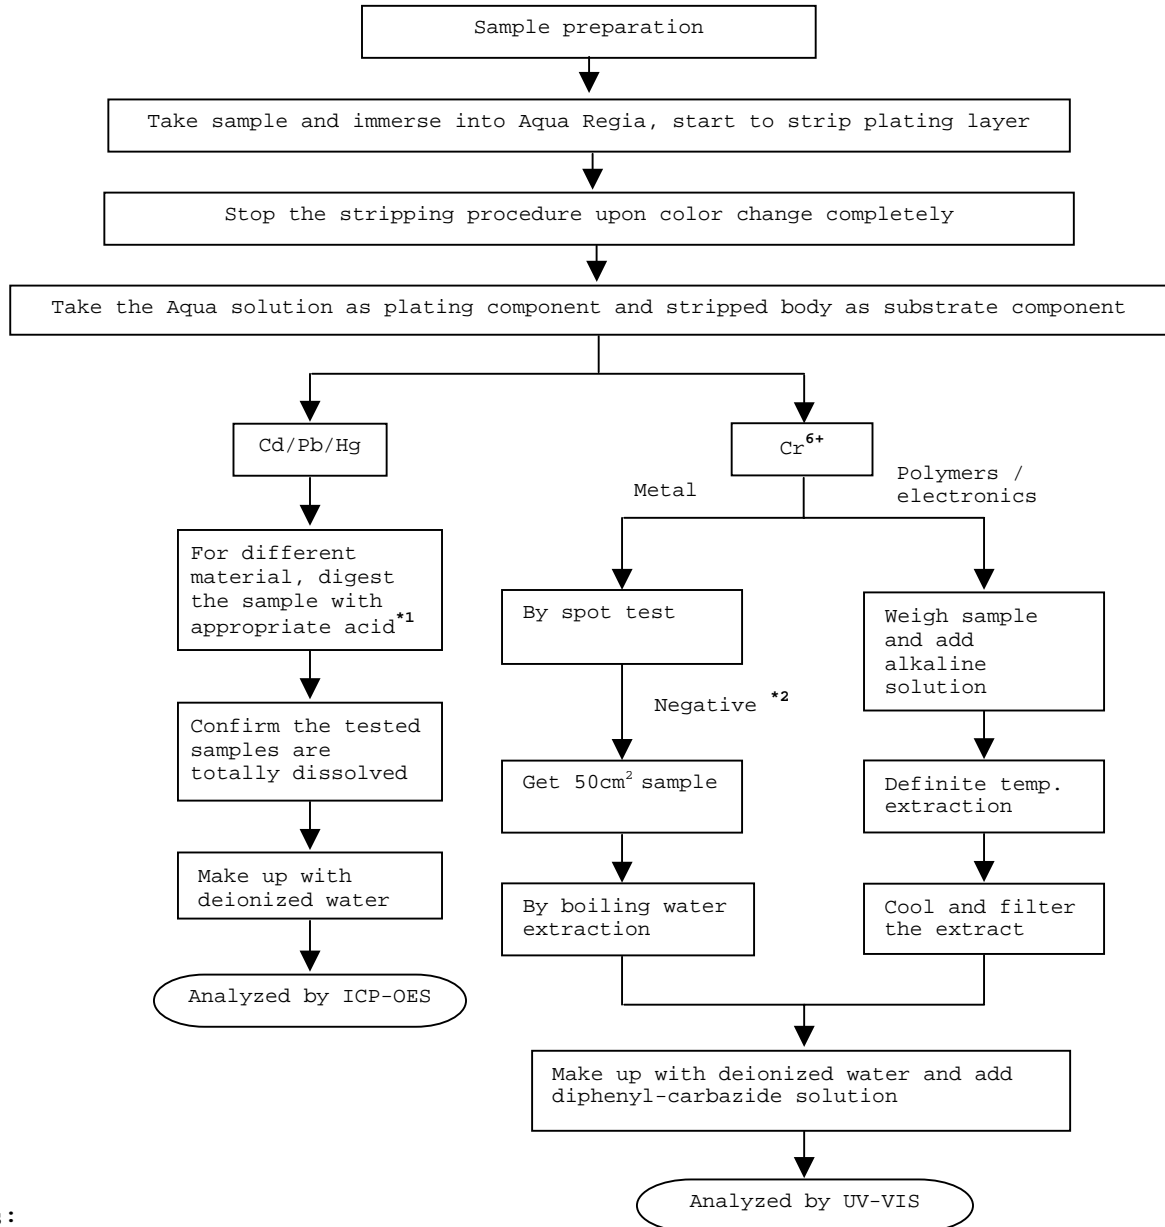 Sample preparation
Take sample and immerse into Aqua Regia, start to strip plating layer
Stop the stripping procedure upon color change completely
Take the Aqua solution as plating component and stripped body as substrate component
Cd/Pb/Hg
For different
material, digest
the sample with
appropriate acid*1
Confirm the tested
samples are
totally dissolved
Make up with
deionized water
Analyzed by ICP-OES
Cr6+
Metal
Polymers /
electronics
By spot test
Negative *2
Get 50cm2 sample
By boiling water
extraction
Weigh sample
and add
alkaline
solution
Definite temp.
extraction
Cool and filter
the extract
Make up with deionized water and add
diphenyl-carbazide solution
Analyzed by UV-VIS